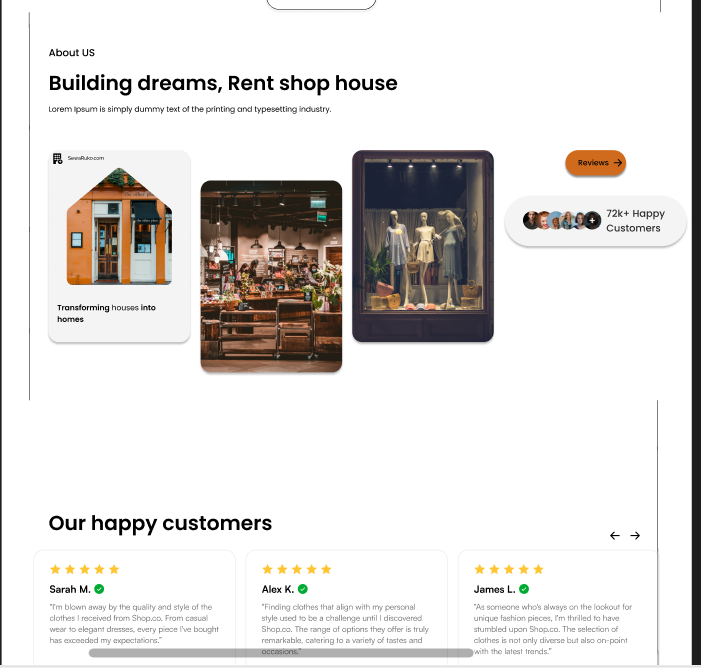 About US
Building dreams, Rent shop house
Lorem Ipsum is simply dummy text of the printing and typesetting industry.
SewaRuko.com
Transforming houses into
homes
Reviews →
+
72k+ Happy
Customers
Our happy customers
← →
Sarah M.
"I'm blown away by the quality and style of the
clothes I received from Shop.co. From casual
wear to elegant dresses, every piece I've bought
has exceeded my expectations."
Alex K.
"Finding clothes that align with my personal
style used to be a challenge until I discovered
Shop.co. The range of options they offer is truly
remarkable, catering to a variety of tastes and
occasions."
James L.
"As someone who's always on the lookout for
unique fashion pieces, I'm thrilled to have
stumbled upon Shop.co. The selection of
clothes is not only diverse but also on-point
with the latest trends."